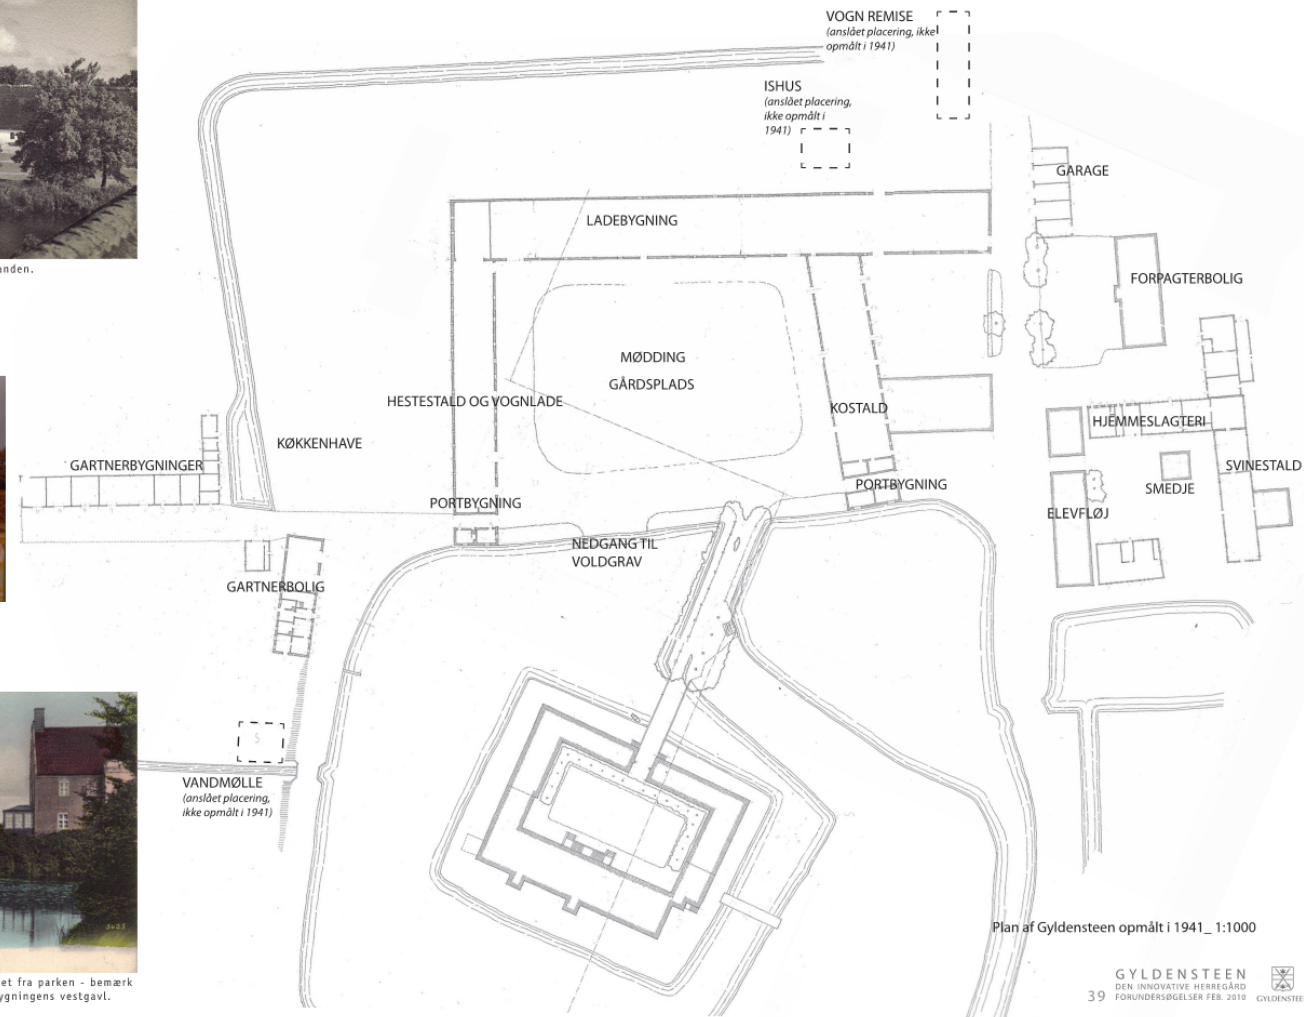 VOGN REMISE
(anslået placering, ikke
opmålt i 1941)
ISHUS
(anslået placering,
ikke opmålt i
1941)
GARAGE
LADEBYGNING
anden.
FORPAGTERBOLIG
MØDDING
GÅRDSPLADS
HESTESTALD OG VOGNLADE
KOSTALD
HJEMMESLAGTERI
KØKKENHAVE
GARTNERBYGNINGER
SVINESTALD
PORTBYGNING
PORTBYGNING
SMEDJE
ELEVFLØJ
NEDGANG TIL
VOLDGRAV
GARTNERBOLIG
S
VANDMØLLE
(anslået placering,
ikke opmålt i 1941)
Plan af Gyldensteen opmålt i 1941_ 1:1000
et fra parken - bemærk
ygningens vestgavl.
39
GYLDENSTEEN
DEN INNOVATIVE HERREGÅRD
FORUNDERSØGELSER FEB. 2010
GYLDENSTEE